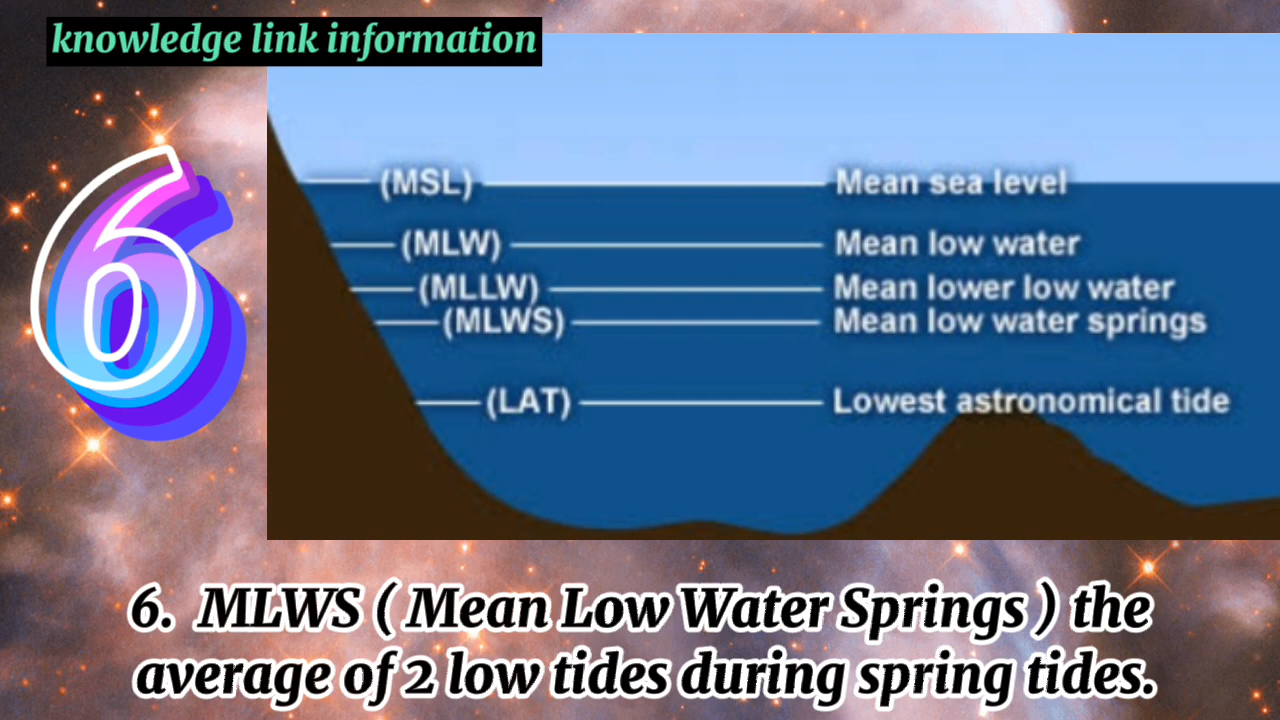 knowledge link information
6
(MSL) Mean sea level
(MLW) Mean low water
(MLLW) Mean lower low water
(MLWS) Mean low water springs
(LAT) Lowest astronomical tide
6. MLWS ( Mean Low Water Springs ) the
average of 2 low tides during spring tides.